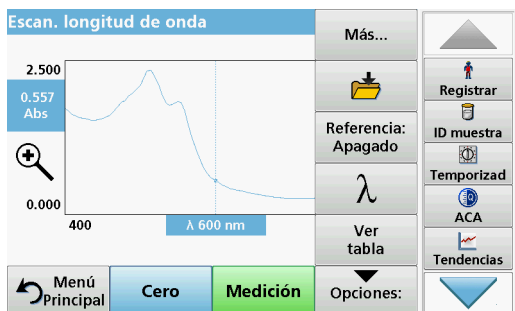 Escan. longitud de onda
Más...
2.500
0.557
Abs
0.000
400
λ 600 nm
Referencia:
Apagado
λ
Ver
tabla
Menú
Principal
Cero
Medición
Opciones:
Registrar
ID muestra
Temporizad
ACA
Tendencias